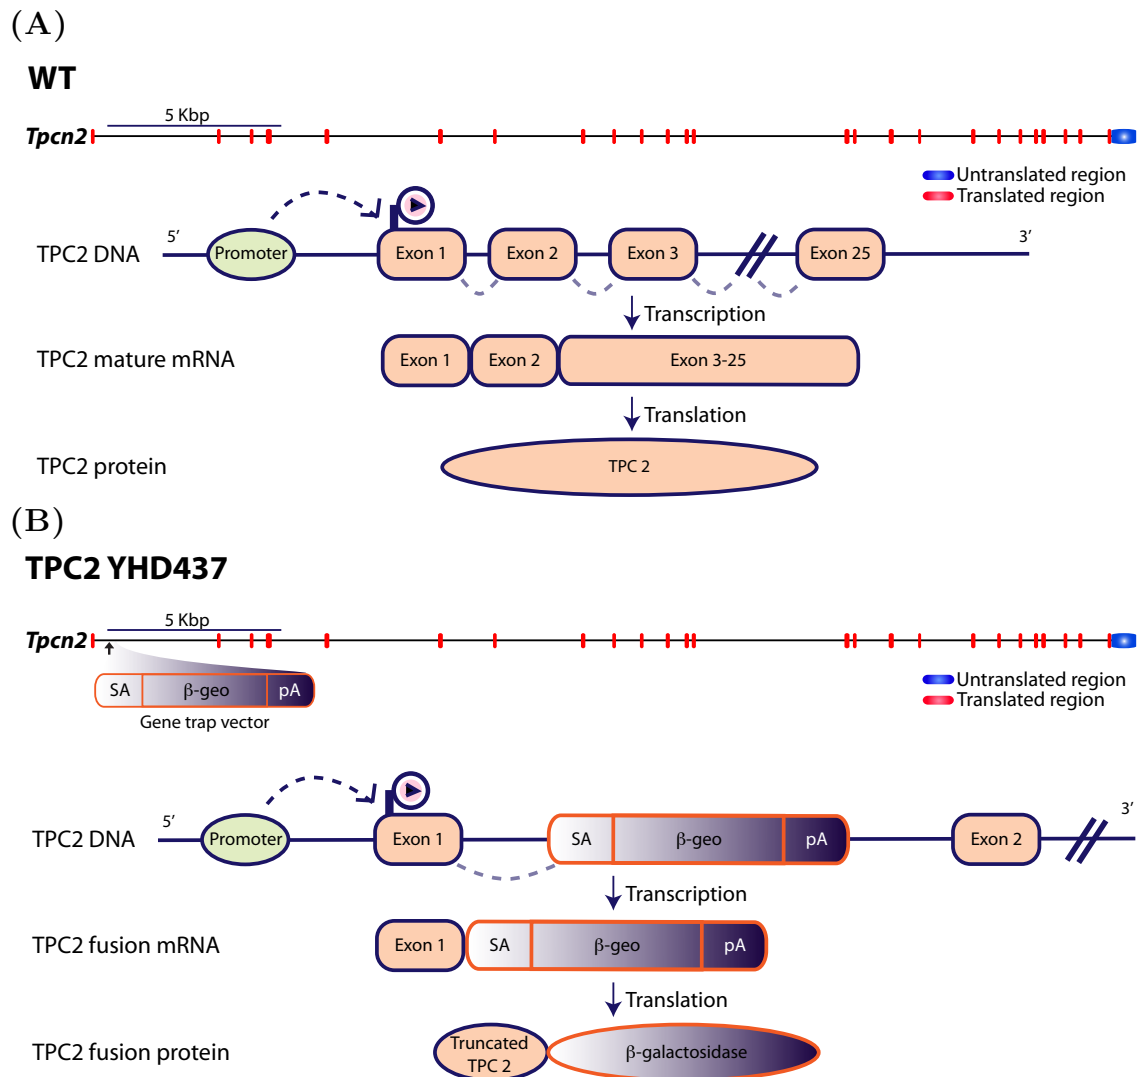 (A)
WT
5 Kbp
Tpcn2
Untranslated region
Translated region
TPC2 DNA 5’ Promoter Exon 1 Exon 2 Exon 3 Exon 25 3’
Transcription
TPC2 mature mRNA Exon 1 Exon 2 Exon 3-25
Translation
TPC2 protein TPC 2
(B)
TPC2 YHD437
5 Kbp
Tpcn2
SA β-geo pA
Untranslated region
Translated region
Gene trap vector
TPC2 DNA 5’ Promoter Exon 1 SA β-geo pA Exon 2 3’
Transcription
TPC2 fusion mRNA Exon 1 SA β-geo pA
Translation
TPC2 fusion protein Truncated TPC 2 β-galactosidase